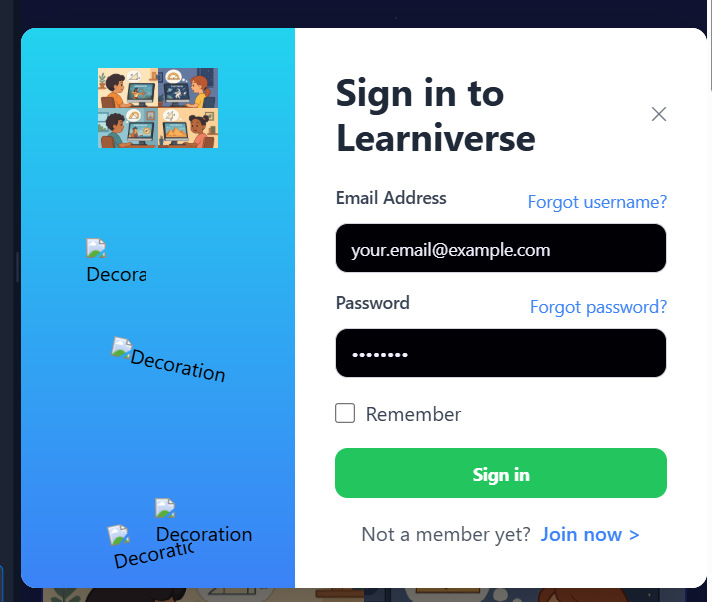 Sign in to
Learniverse
Email Address
Forgot username?
your.email@example.com
Password
Forgot password?
••••••••
Remember
Sign in
Not a member yet? Join now >
Decora
Decoration
Decoration
Decoratic